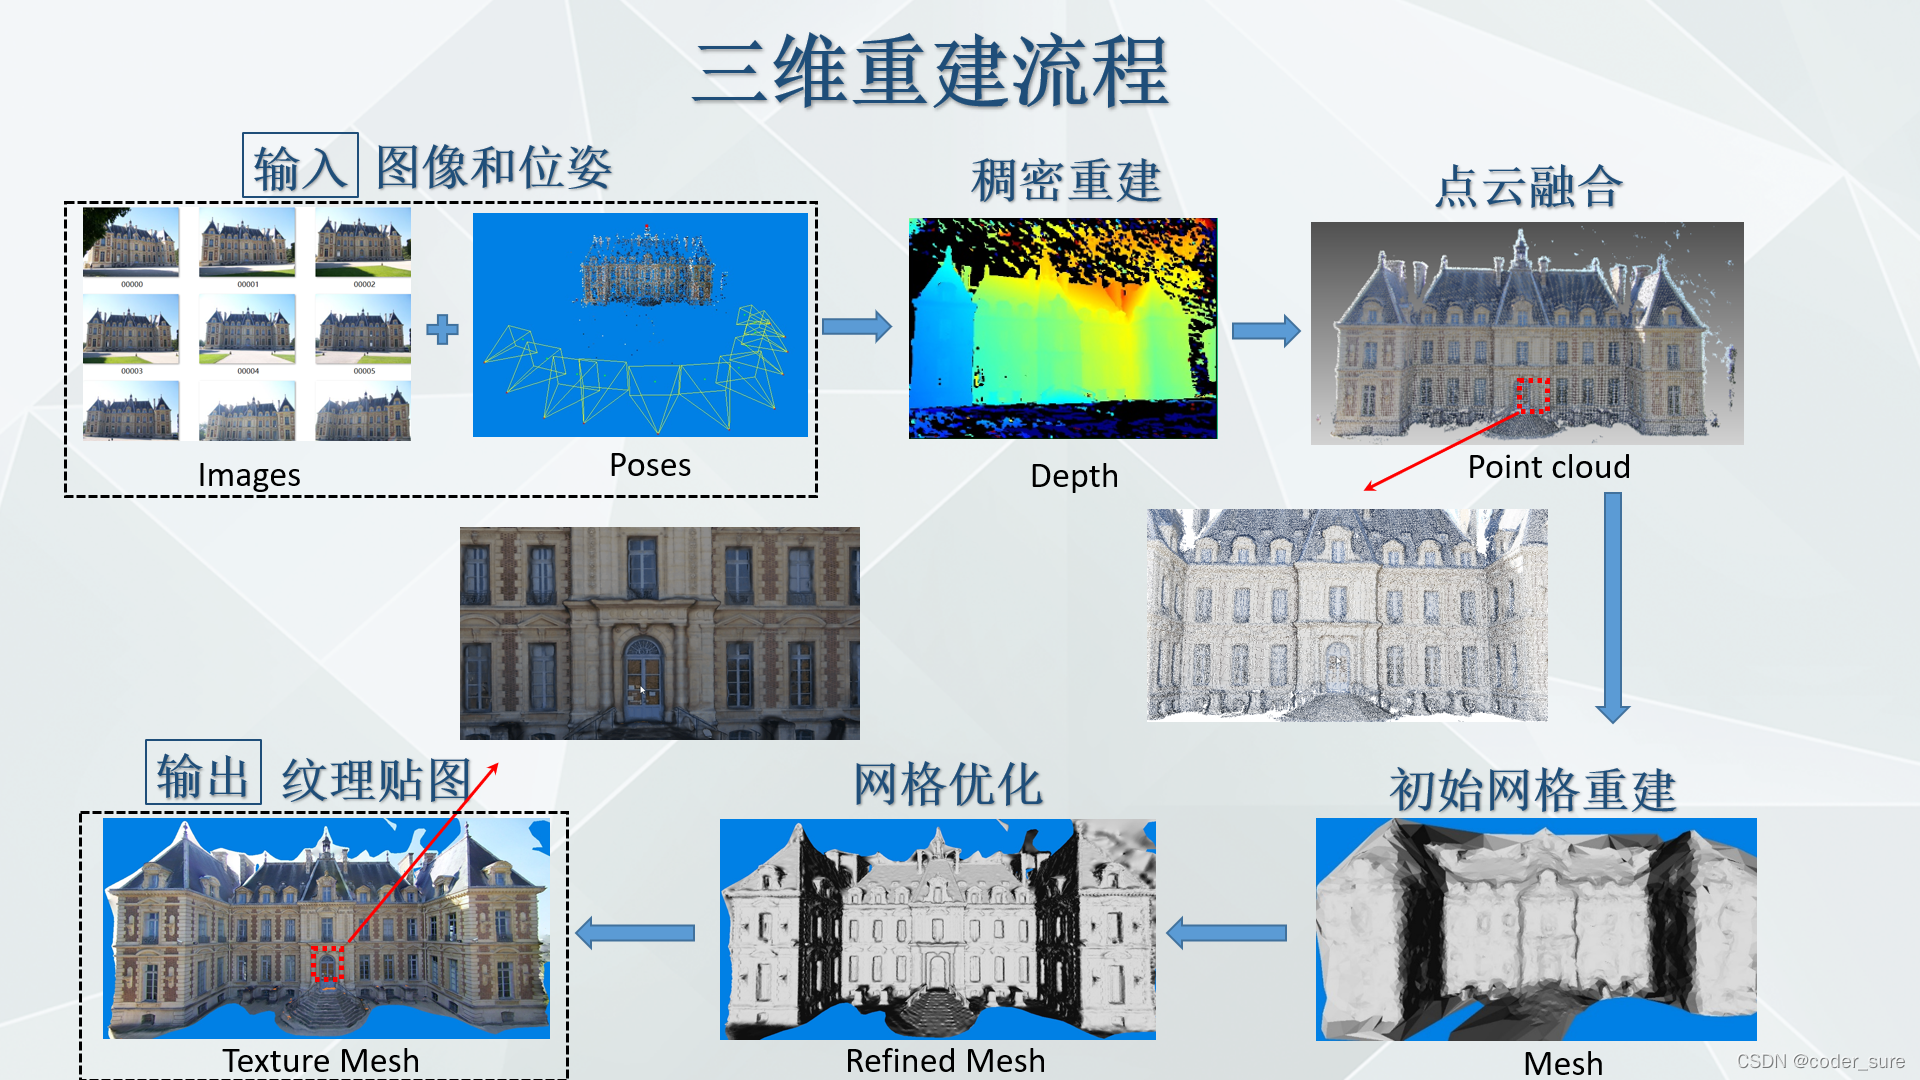 三维重建流程
输入 图像和位姿
稠密重建
点云融合
00000 00001 00002
00003 00004 00005
Images
Poses
Depth
Point cloud
输出 纹理贴图
网格优化
初始网格重建
Texture Mesh
Refined Mesh
Mesh
CSDN @coder_sure